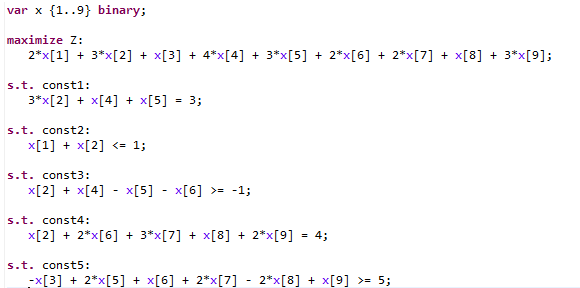 var x {1..9} binary;
maximize Z:
2*x[1] + 3*x[2] + x[3] + 4*x[4] + 3*x[5] + 2*x[6] + 2*x[7] + x[8] + 3*x[9];
s.t. const1:
3*x[2] + x[4] + x[5] = 3;
s.t. const2:
x[1] + x[2] <= 1;
s.t. const3:
x[2] + x[4] - x[5] - x[6] >= -1;
s.t. const4:
x[2] + 2*x[6] + 3*x[7] + x[8] + 2*x[9] = 4;
s.t. const5:
-x[3] + 2*x[5] + x[6] + 2*x[7] - 2*x[8] + x[9] >= 5;